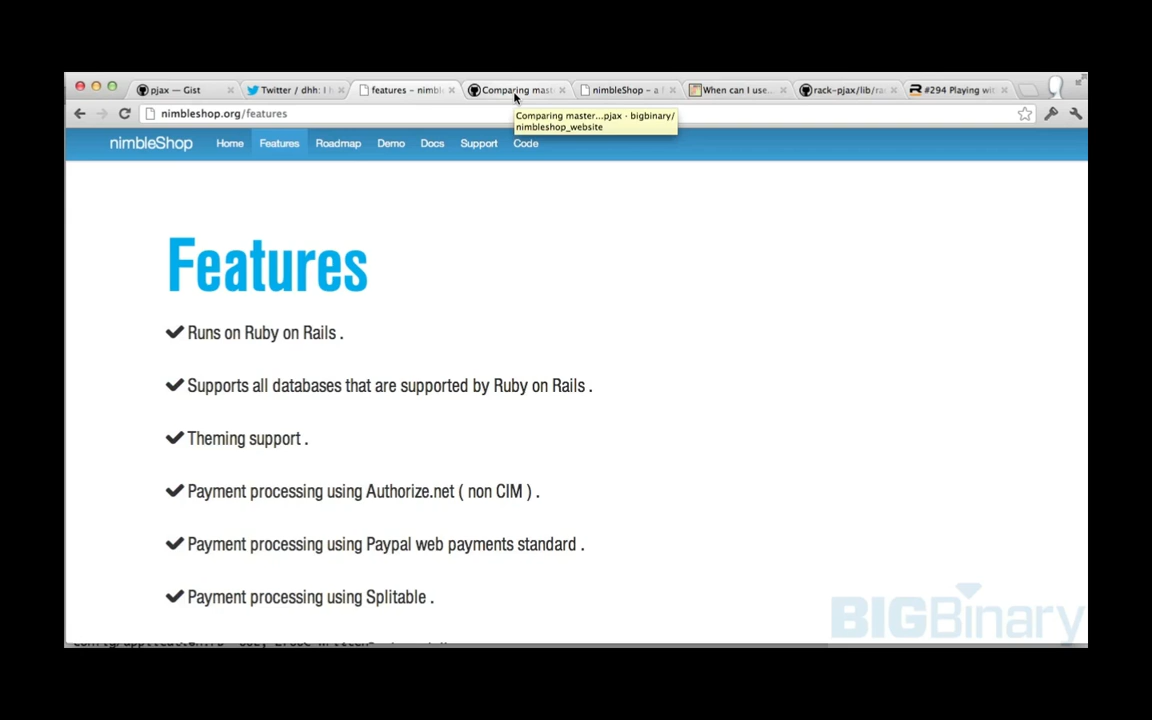 pjax — Gist
Twitter / dhh: I h
features – nimble
Comparing mast
nimbleShop – a f
When can I use...
rack-pjax/lib/ra
#294 Playing wit
nimbleshop.org/features
Comparing master...pjax · bigbinary/
nimbleshop_website
nimbleShop
Home
Features
Roadmap
Demo
Docs
Support
Code
Features
Runs on Ruby on Rails .
Supports all databases that are supported by Ruby on Rails .
Theming support .
Payment processing using Authorize.net ( non CIM ) .
Payment processing using Paypal web payments standard .
Payment processing using Splitable .
BIGBinary